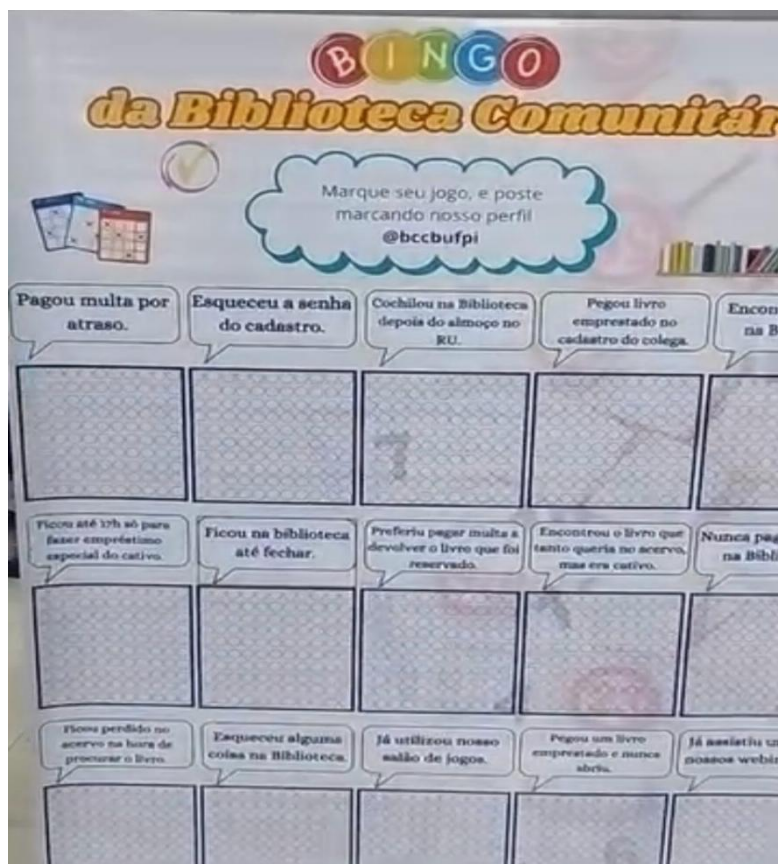 BINGO
da Biblioteca Comunitár
Marque seu jogo, e poste
marcando nosso perfil
@bccbufpi
Pagou multa por
atraso.
Esqueceu a senha
do cadastro.
Cochilou na Biblioteca
depois do almoço no
RU.
Pegou livro
emprestado no
cadastro do colega.
Encon
na B
Ficou até 17h só para
fazer empréstimo
especial do cativo.
Ficou na biblioteca
até fechar.
Preferiu pagar multa a
devolver o livro que foi
reservado.
Encontrou o livro que
tanto queria no acervo,
mas era cativo.
Nunca pag
na Bibli
Ficou perdido no
acervo na hora de
procurar o livro.
Esqueceu alguma
coisa na Biblioteca.
Já utilizou nosso
salão de jogos.
Pegou um livro
emprestado e nunca
abriu.
Já assistiu u
nossos webi